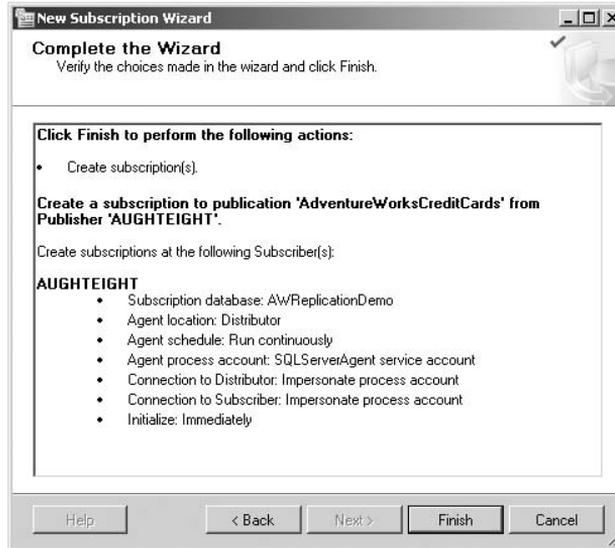 New Subscription Wizard
Complete the Wizard
Verify the choices made in the wizard and click Finish.
Click Finish to perform the following actions:
• Create subscription(s).
Create a subscription to publication 'AdventureWorksCreditCards' from
Publisher 'AUGHTEIGHT'.
Create subscriptions at the following Subscriber(s):
AUGHTEIGHT
• Subscription database: AWReplicationDemo
• Agent location: Distributor
• Agent schedule: Run continuously
• Agent process account: SQLServerAgent service account
• Connection to Distributor: Impersonate process account
• Connection to Subscriber: Impersonate process account
• Initialize: Immediately
Help < Back Next > Finish Cancel